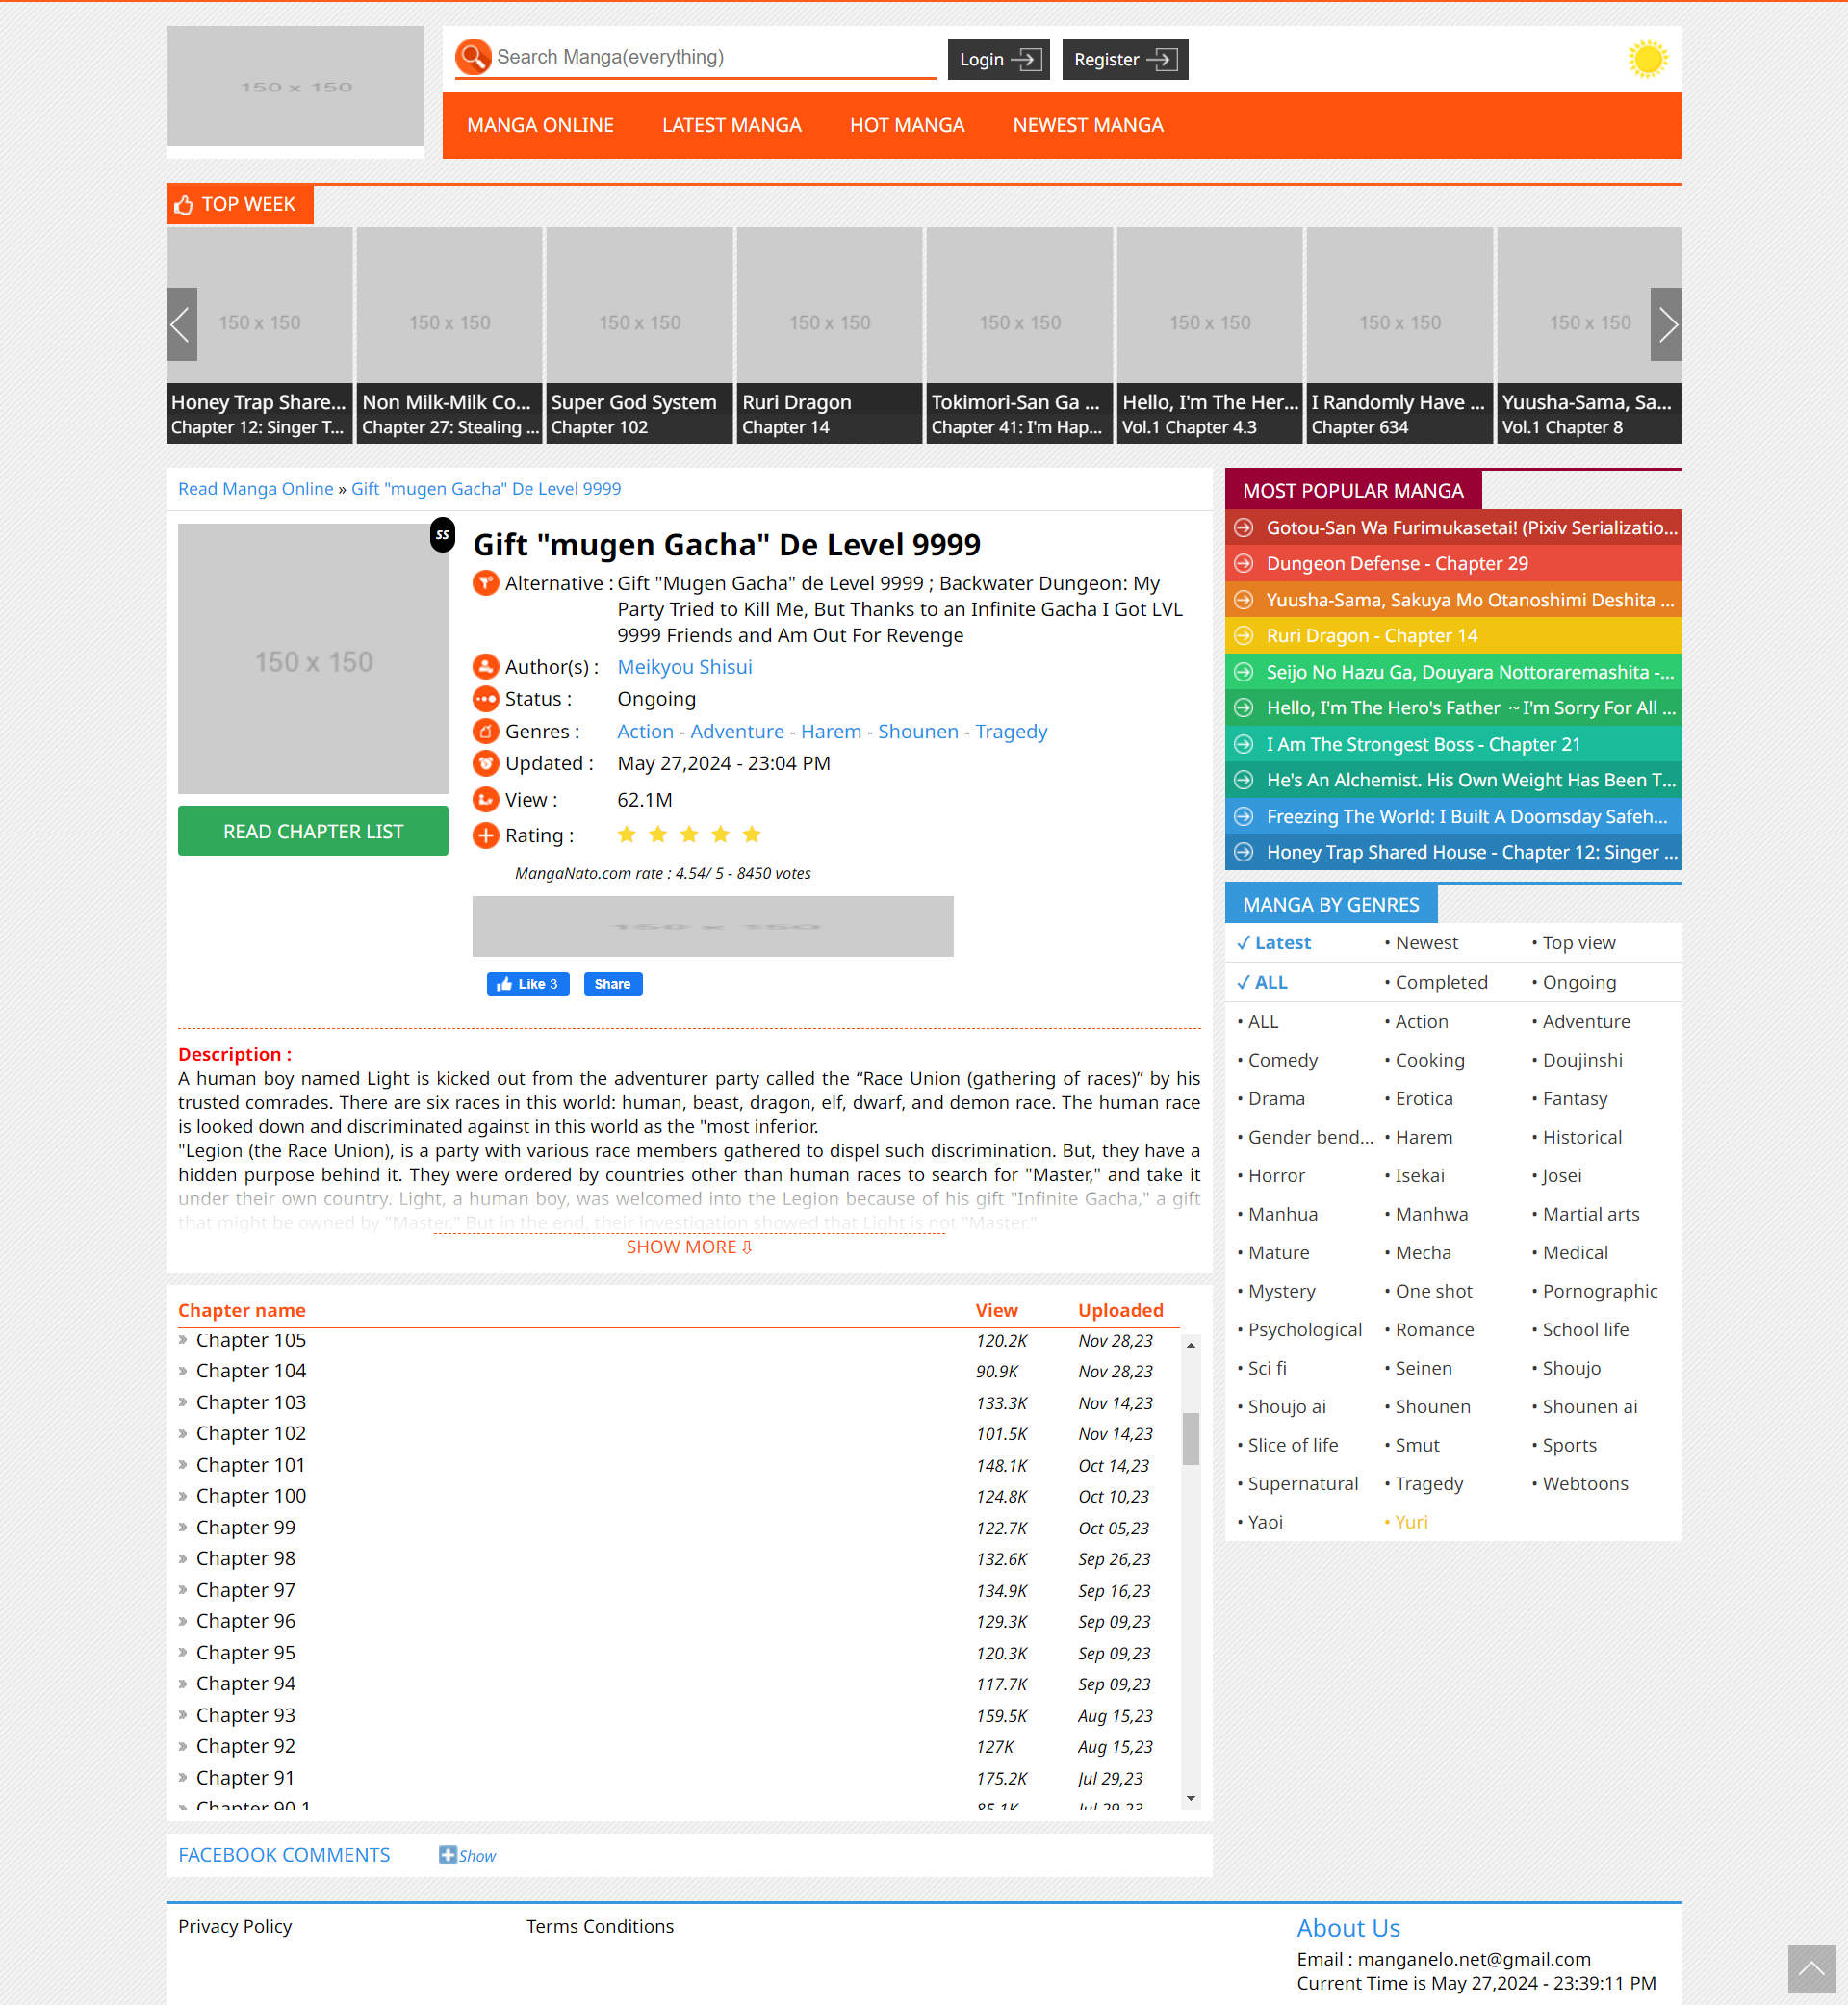 150 x 150
Search Manga(everything)
Login
Register
MANGA ONLINE
LATEST MANGA
HOT MANGA
NEWEST MANGA
TOP WEEK
150 x 150
150 x 150
150 x 150
150 x 150
150 x 150
150 x 150
150 x 150
150 x 150
Honey Trap Share...
Chapter 12: Singer T...
Non Milk-Milk Co...
Chapter 27: Stealing ...
Super God System
Chapter 102
Ruri Dragon
Chapter 14
Tokimori-San Ga ...
Chapter 41: I'm Hap...
Hello, I'm The Her...
Vol.1 Chapter 4.3
I Randomly Have ...
Chapter 634
Yuusha-Sama, Sa...
Vol.1 Chapter 8
Read Manga Online » Gift "mugen Gacha" De Level 9999
150 x 150
SS
READ CHAPTER LIST
Gift "mugen Gacha" De Level 9999
Alternative : Gift "Mugen Gacha" de Level 9999 ; Backwater Dungeon: My
Party Tried to Kill Me, But Thanks to an Infinite Gacha I Got LVL
9999 Friends and Am Out For Revenge
Author(s) : Meikyou Shisui
Status : Ongoing
Genres : Action - Adventure - Harem - Shounen - Tragedy
Updated : May 27,2024 - 23:04 PM
View : 62.1M
Rating :
MangaNato.com rate : 4.54/ 5 - 8450 votes
150 x 150
Like 3
Share
Description :
A human boy named Light is kicked out from the adventurer party called the “Race Union (gathering of races)” by his
trusted comrades. There are six races in this world: human, beast, dragon, elf, dwarf, and demon race. The human race
is looked down and discriminated against in this world as the "most inferior.
"Legion (the Race Union), is a party with various race members gathered to dispel such discrimination. But, they have a
hidden purpose behind it. They were ordered by countries other than human races to search for "Master," and take it
under their own country. Light, a human boy, was welcomed into the Legion because of his gift "Infinite Gacha," a gift
that might be owned by "Master." But in the end, their investigation showed that Light is not "Master."
SHOW MORE ⇩
Chapter name View Uploaded
Chapter 105 120.2K Nov 28,23
Chapter 104 90.9K Nov 28,23
Chapter 103 133.3K Nov 14,23
Chapter 102 101.5K Nov 14,23
Chapter 101 148.1K Oct 14,23
Chapter 100 124.8K Oct 10,23
Chapter 99 122.7K Oct 05,23
Chapter 98 132.6K Sep 26,23
Chapter 97 134.9K Sep 16,23
Chapter 96 129.3K Sep 09,23
Chapter 95 120.3K Sep 09,23
Chapter 94 117.7K Sep 09,23
Chapter 93 159.5K Aug 15,23
Chapter 92 127K Aug 15,23
Chapter 91 175.2K Jul 29,23
Chapter 90.1 85.1K Jul 29,23
FACEBOOK COMMENTS
Show
MOST POPULAR MANGA
Gotou-San Wa Furimukasetai! (Pixiv Serializatio...
Dungeon Defense - Chapter 29
Yuusha-Sama, Sakuya Mo Otanoshimi Deshita ...
Ruri Dragon - Chapter 14
Seijo No Hazu Ga, Douyara Nottoraremashita -...
Hello, I'm The Hero's Father ~I'm Sorry For All ...
I Am The Strongest Boss - Chapter 21
He's An Alchemist. His Own Weight Has Been T...
Freezing The World: I Built A Doomsday Safeh...
Honey Trap Shared House - Chapter 12: Singer ...
MANGA BY GENRES
✓ Latest • Newest • Top view
✓ ALL • Completed • Ongoing
• ALL • Action • Adventure
• Comedy • Cooking • Doujinshi
• Drama • Erotica • Fantasy
• Gender bend... • Harem • Historical
• Horror • Isekai • Josei
• Manhua • Manhwa • Martial arts
• Mature • Mecha • Medical
• Mystery • One shot • Pornographic
• Psychological • Romance • School life
• Sci fi • Seinen • Shoujo
• Shoujo ai • Shounen • Shounen ai
• Slice of life • Smut • Sports
• Supernatural • Tragedy • Webtoons
• Yaoi • Yuri
Privacy Policy
Terms Conditions
About Us
Email : manganelo.net@gmail.com
Current Time is May 27,2024 - 23:39:11 PM